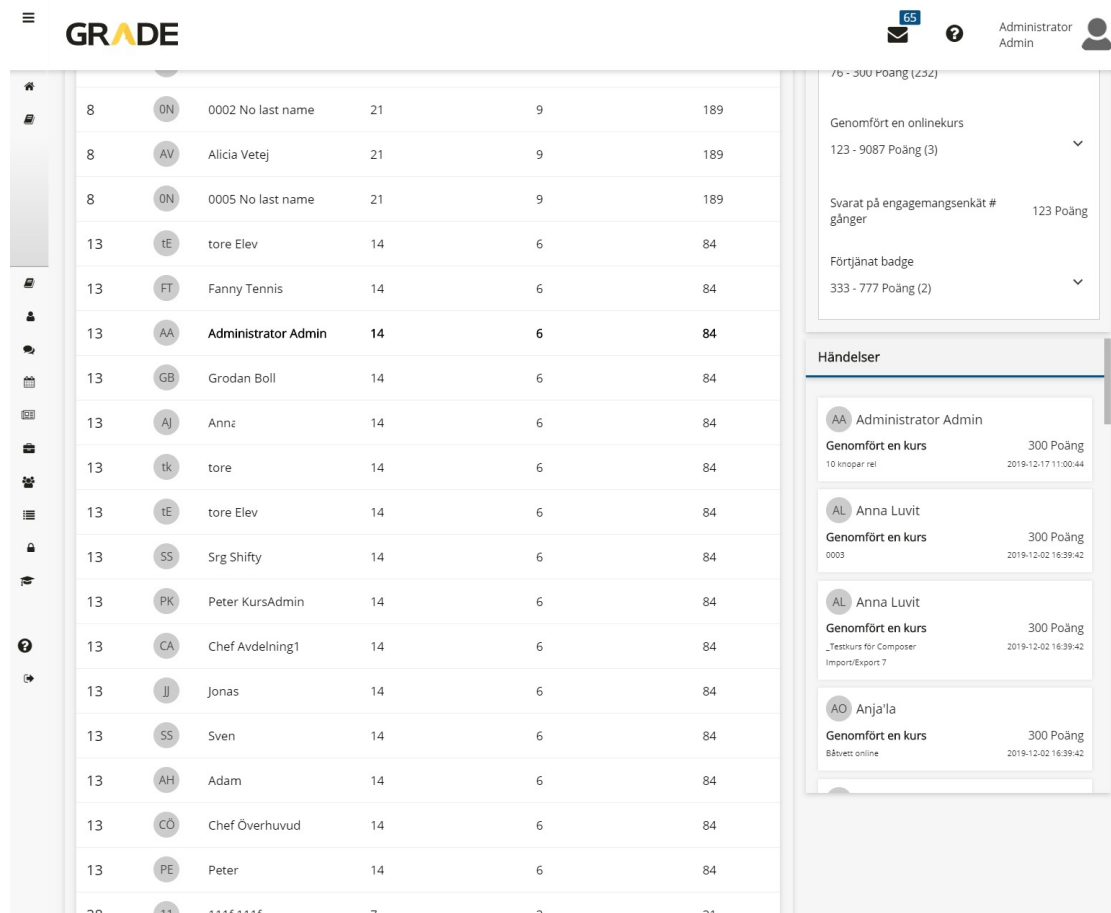 GRADE
65
Administrator
Admin
8 0N 0002 No last name 21 9 189
8 AV Alicia Vetej 21 9 189
8 0N 0005 No last name 21 9 189
13 tE tore Elev 14 6 84
13 FT Fanny Tennis 14 6 84
13 AA Administrator Admin 14 6 84
13 GB Grodan Boll 14 6 84
13 AJ Anna 14 6 84
13 tk tore 14 6 84
13 tE tore Elev 14 6 84
13 SS Srg Shifty 14 6 84
13 PK Peter KursAdmin 14 6 84
13 CA Chef Avdelning1 14 6 84
13 JJ Jonas 14 6 84
13 SS Sven 14 6 84
13 AH Adam 14 6 84
13 CÖ Chef Överhuvud 14 6 84
13 PE Peter 14 6 84
76 - 300 Poäng (232)
Genomfört en onlinekurs
123 - 9087 Poäng (3)
Svarat på engagemangsenkät # 123 Poäng
gånger
Förtjänat badge
333 - 777 Poäng (2)
Händelser
AA Administrator Admin
Genomfört en kurs 300 Poäng
10 knopar rel 2019-12-17 11:00:44
AL Anna Luvit
Genomfört en kurs 300 Poäng
0003 2019-12-02 16:39:42
AL Anna Luvit
Genomfört en kurs 300 Poäng
_Testkurs för Composer 2019-12-02 16:39:42
Import/Export 7
AO Anja'la
Genomfört en kurs 300 Poäng
Båtvett online 2019-12-02 16:39:42